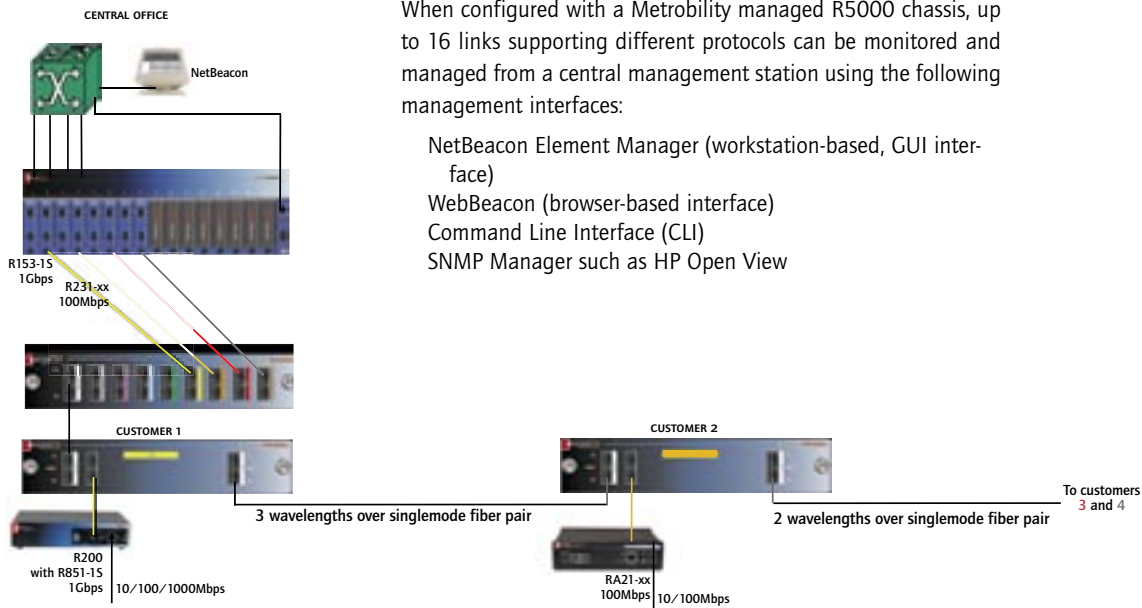 When configured with a Metrobility managed R5000 chassis, up
to 16 links supporting different protocols can be monitored and
managed from a central management station using the following
management interfaces:
NetBeacon Element Manager (workstation-based, GUI inter-
face)
WebBeacon (browser-based interface)
Command Line Interface (CLI)
SNMP Manager such as HP Open View
CENTRAL OFFICE
NetBeacon
R153-1S
1Gbps
R231-xx
100Mbps
CUSTOMER 1
CUSTOMER 2
3 wavelengths over singlemode fiber pair
2 wavelengths over singlemode fiber pair
To customers
3 and 4
R200
with R851-1S
1Gbps
10/100/1000Mbps
RA21-xx
100Mbps
10/100Mbps